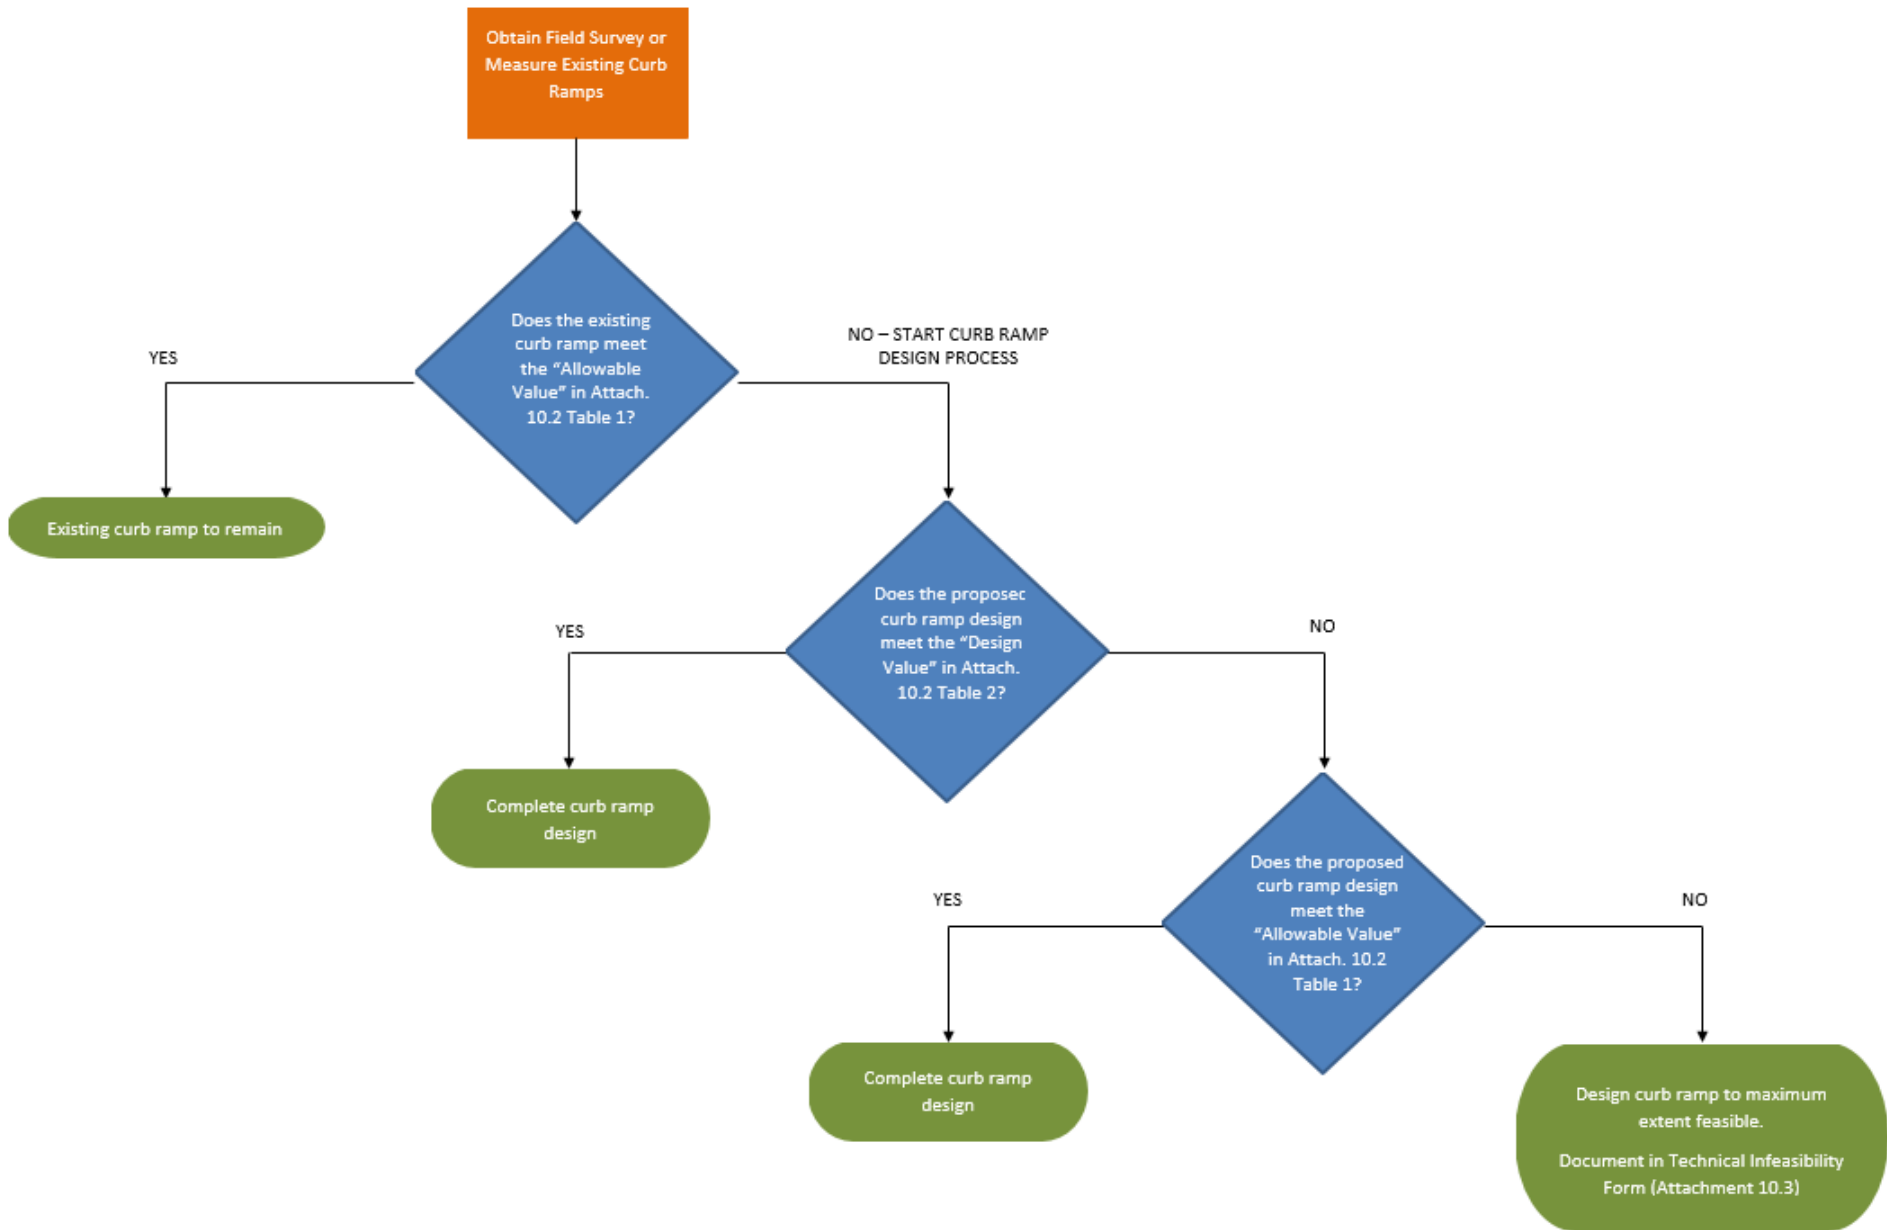 Obtain Field Survey or
Measure Existing Curb
Ramps
Does the existing
curb ramp meet
the “Allowable
Value” in Attach.
10.2 Table 1?
YES
NO – START CURB RAMP
DESIGN PROCESS
Existing curb ramp to remain
Does the proposed
curb ramp design
meet the “Design
Value” in Attach.
10.2 Table 2?
YES
NO
Complete curb ramp
design
Does the proposed
curb ramp design
meet the
“Allowable Value”
in Attach. 10.2
Table 1?
YES
NO
Complete curb ramp
design
Design curb ramp to maximum
extent feasible.
Document in Technical Infeasibility
Form (Attachment 10.3)